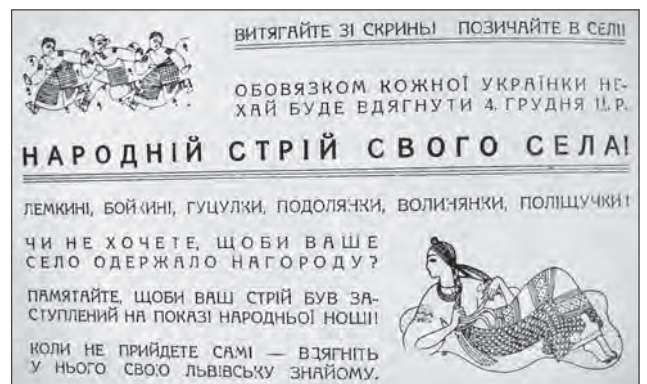 ВИТЯГАЙТЕ ЗІ СКРИНЬ! ПОЗИЧАЙТЕ В СЕЛІ!
ОБОВЯЗКОМ КОЖНОЇ УКРАЇНКИ НЕ-
ХАЙ БУДЕ ВДЯГНУТИ 4. ГРУДНЯ Ц. Р.
НАРОДНІЙ СТРІЙ СВОГО СЕЛА!
ЛЕМКИНІ, БОЙКИНІ, ГУЦУЛКИ, ПОДОЛЯНКИ, ВОЛИНЯНКИ, ПОЛІЩУЧКИ!
ЧИ НЕ ХОЧЕТЕ, ЩОБИ ВАШЕ
СЕЛО ОДЕРЖАЛО НАГОРОДУ?
ПАМЯТАЙТЕ, ЩОБИ ВАШ СТРІЙ БУВ ЗА-
СТУПЛЕНИЙ НА ПОКАЗІ НАРОДНЬОЇ НОШІ!
КОЛИ НЕ ПРИЙДЕТЕ САМІ — ВДЯГНІТЬ
У НЬОГО СВОЮ ЛЬВІВСЬКУ ЗНАЙОМУ.